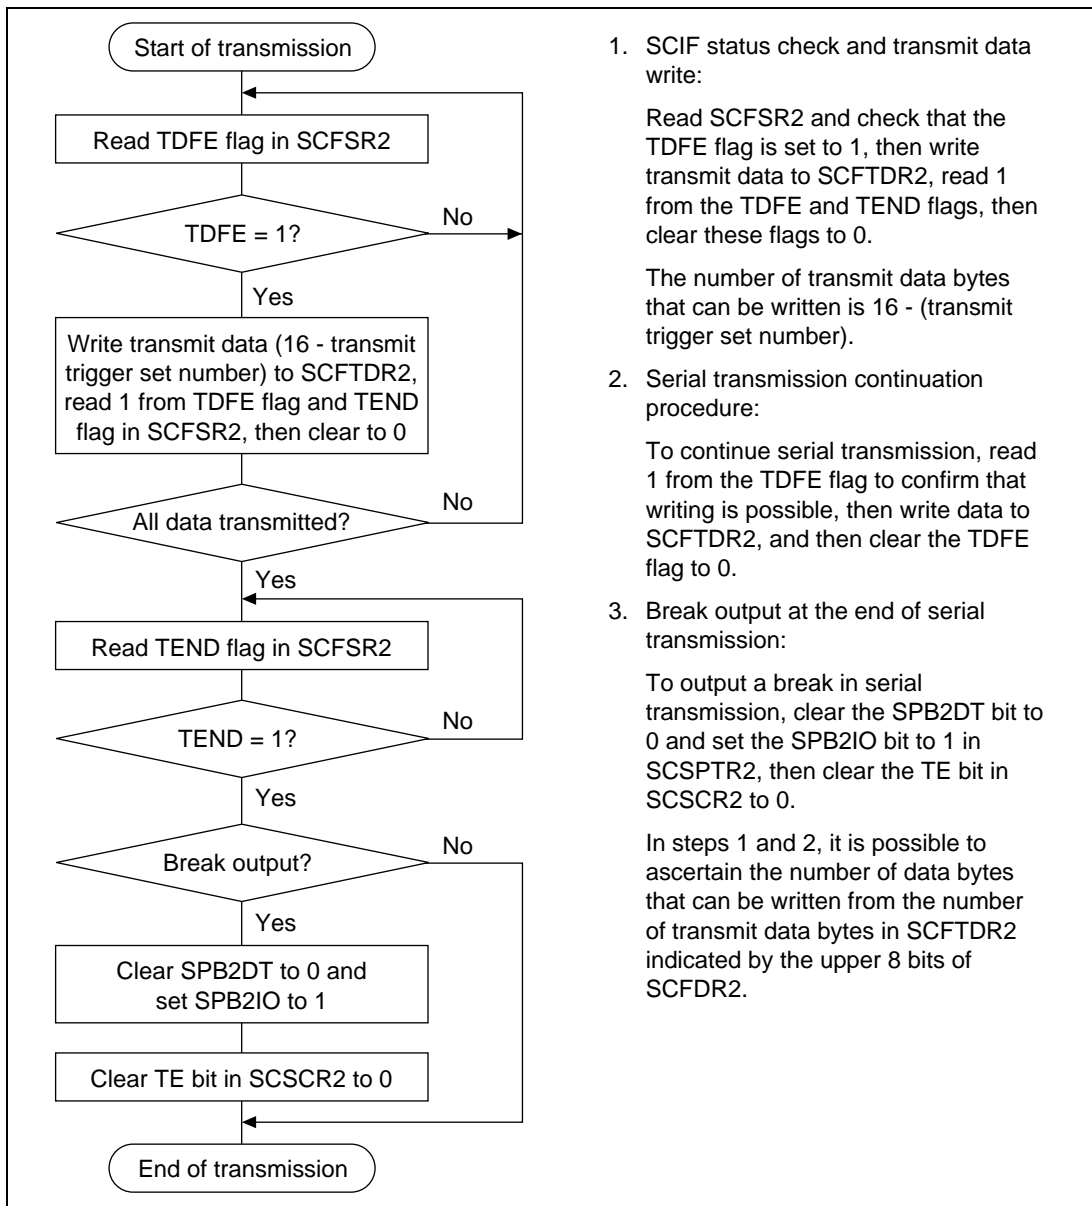 Start of transmission
Read TDFE flag in SCFSR2
TDFE = 1?
No
Yes
Write transmit data (16 - transmit
trigger set number) to SCFTDR2,
read 1 from TDFE flag and TEND
flag in SCFSR2, then clear to 0
All data transmitted?
No
Yes
Read TEND flag in SCFSR2
TEND = 1?
No
Yes
Break output?
No
Yes
Clear SPB2DT to 0 and
set SPB2IO to 1
Clear TE bit in SCSCR2 to 0
End of transmission
1. SCIF status check and transmit data
write:
Read SCFSR2 and check that the
TDFE flag is set to 1, then write
transmit data to SCFTDR2, read 1
from the TDFE and TEND flags, then
clear these flags to 0.
The number of transmit data bytes
that can be written is 16 - (transmit
trigger set number).
2. Serial transmission continuation
procedure:
To continue serial transmission, read
1 from the TDFE flag to confirm that
writing is possible, then write data to
SCFTDR2, and then clear the TDFE
flag to 0.
3. Break output at the end of serial
transmission:
To output a break in serial
transmission, clear the SPB2DT bit to
0 and set the SPB2IO bit to 1 in
SCSPTR2, then clear the TE bit in
SCSCR2 to 0.
In steps 1 and 2, it is possible to
ascertain the number of data bytes
that can be written from the number
of transmit data bytes in SCFTDR2
indicated by the upper 8 bits of
SCFDR2.